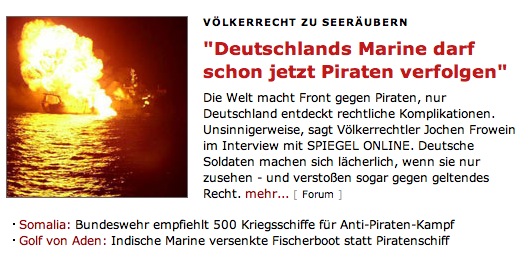 VÖLKERRECHT ZU SEERÄUBERN
"Deutschlands Marine darf
schon jetzt Piraten verfolgen"
Die Welt macht Front gegen Piraten, nur
Deutschland entdeckt rechtliche Komplikationen.
Unsinnigerweise, sagt Völkerrechtler Jochen Frowein
im Interview mit SPIEGEL ONLINE. Deutsche
Soldaten machen sich lächerlich, wenn sie nur
zusehen - und verstoßen sogar gegen geltendes
Recht. mehr... [ Forum ]
· Somalia: Bundeswehr empfiehlt 500 Kriegsschiffe für Anti-Piraten-Kampf
· Golf von Aden: Indische Marine versenkte Fischerboot statt Piratenschiff